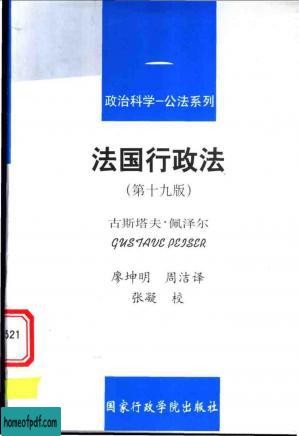 政治科学－公法系列
法国行政法
（第十九版）
古斯塔夫·佩泽尔
GUSTAVE PEISER
廖坤明 周洁译
张凝 校
521
国家行政学院出版社
homeofpdf.com